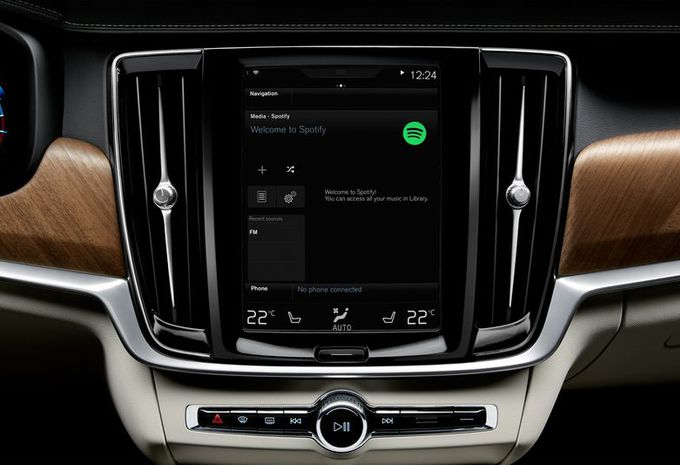 12:24
Navigation
Media - Spotify
Welcome to Spotify
Welcome to Spotify!
You can access all your music in Library.
Recent sources
FM
Phone No phone connected
22°C AUTO 22°C